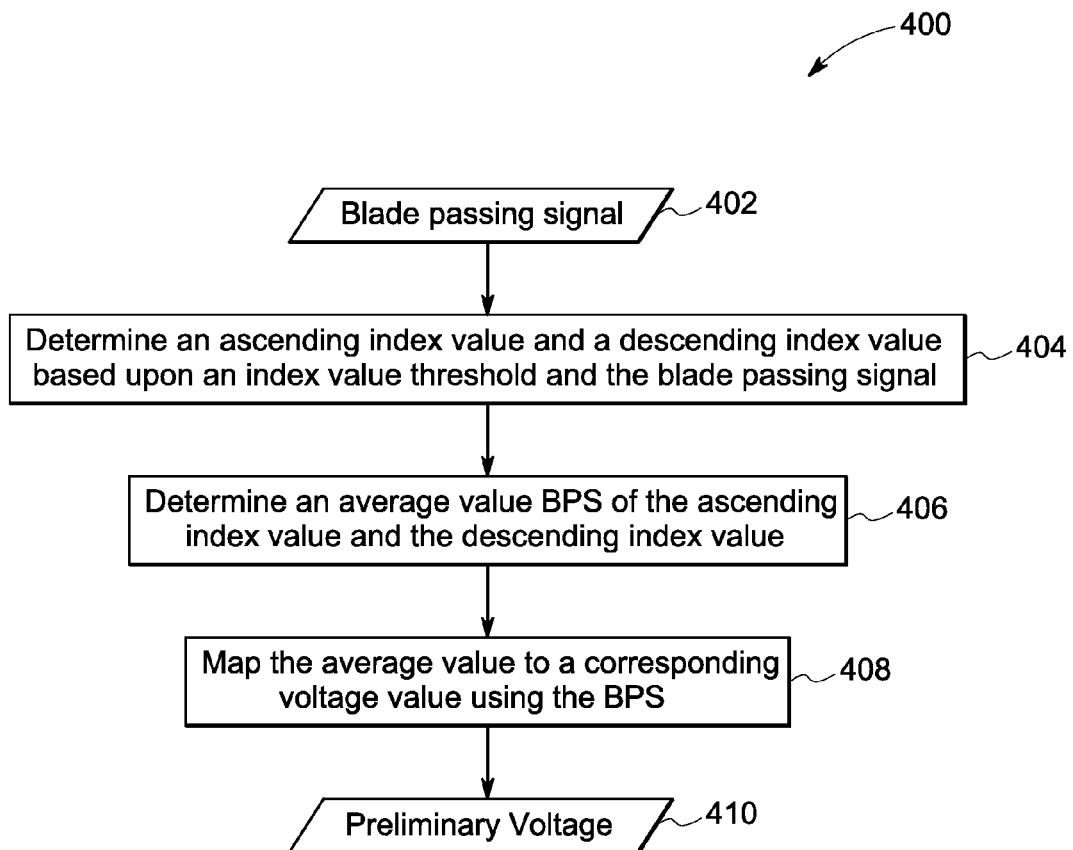 400
Blade passing signal
402
Determine an ascending index value and a descending index value
based upon an index value threshold and the blade passing signal
404
Determine an average value BPS of the ascending
index value and the descending index value
406
Map the average value to a corresponding
voltage value using the BPS
408
Preliminary Voltage
410